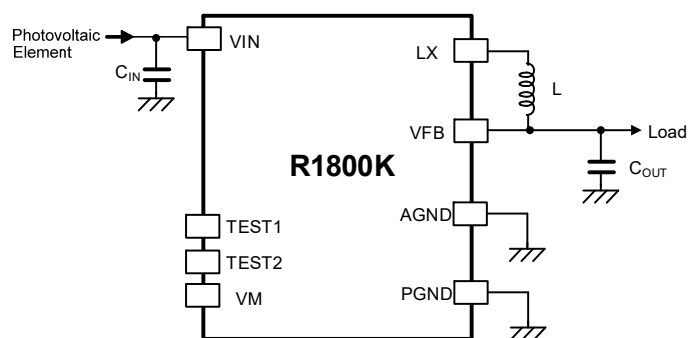 Photovoltaic
Element
VIN
C_IN
LX
L
VFB
Load
C_OUT
R1800K
AGND
TEST1
TEST2
VM
PGND